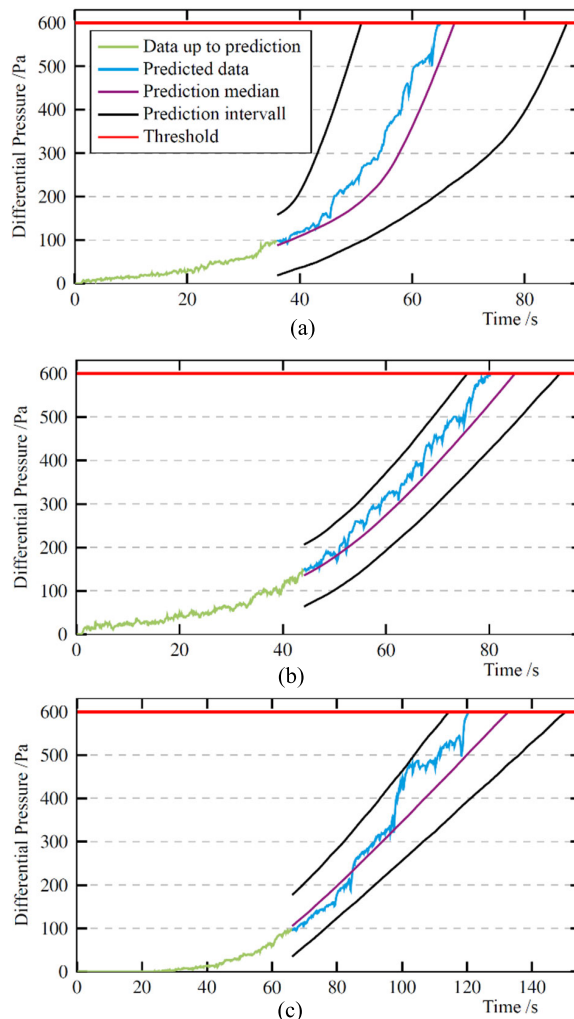 600
500
400
300
200
100
0
Differential Pressure /Pa
Data up to prediction
Predicted data
Prediction median
Prediction intervall
Threshold
0 20 40 60 80
Time /s
(a)
600
500
400
300
200
100
0
Differential Pressure /Pa
0 20 40 60 80
Time /s
(b)
600
500
400
300
200
100
0
Differential Pressure /Pa
0 20 40 60 80 100 120 140
Time /s
(c)